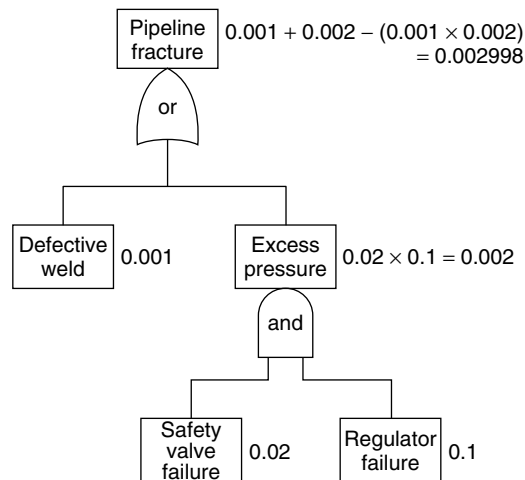 Pipeline
fracture
0.001 + 0.002 − (0.001 × 0.002)
= 0.002998
or
Defective
weld
0.001
Excess
pressure
0.02 × 0.1 = 0.002
and
Safety
valve
failure
0.02
Regulator
failure
0.1